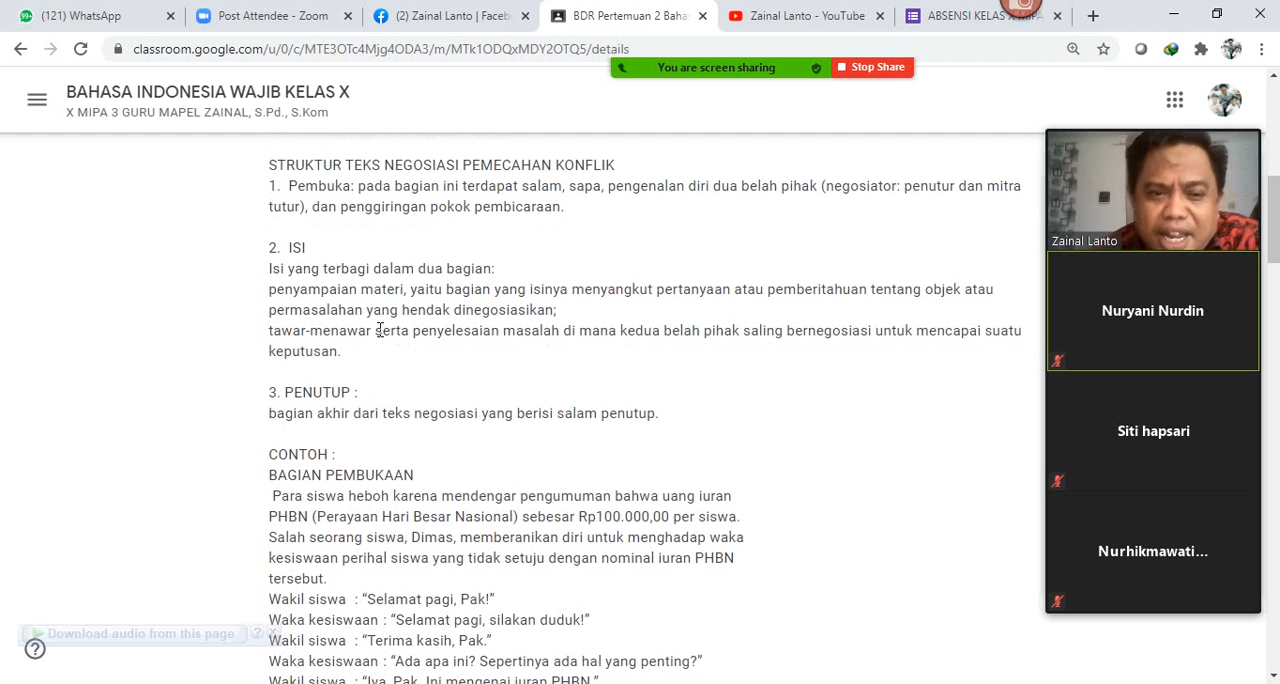 (121) WhatsApp
Post Attendee - Zoom
(2) Zainal Lanto | Faceb
BDR Pertemuan 2 Baha
Zainal Lanto - YouTube
ABSENSI KELAS X MIPA
classroom.google.com/u/0/c/MTE3OTc4Mjg4ODA3/m/MTk1ODQxMDY2OTQ5/details
You are screen sharing
Stop Share
BAHASA INDONESIA WAJIB KELAS X
X MIPA 3 GURU MAPEL ZAINAL, S.Pd., S.Kom
STRUKTUR TEKS NEGOSIASI PEMECAHAN KONFLIK
1. Pembuka: pada bagian ini terdapat salam, sapa, pengenalan diri dua belah pihak (negosiator: penutur dan mitra
tutur), dan penggiringan pokok pembicaraan.
2. ISI
Isi yang terbagi dalam dua bagian:
penyampaian materi, yaitu bagian yang isinya menyangkut pertanyaan atau pemberitahuan tentang objek atau
permasalahan yang hendak dinegosiasikan;
tawar-menawar serta penyelesaian masalah di mana kedua belah pihak saling bernegosiasi untuk mencapai suatu
keputusan.
3. PENUTUP :
bagian akhir dari teks negosiasi yang berisi salam penutup.
CONTOH :
BAGIAN PEMBUKAAN
Para siswa heboh karena mendengar pengumuman bahwa uang iuran
PHBN (Perayaan Hari Besar Nasional) sebesar Rp100.000,00 per siswa.
Salah seorang siswa, Dimas, memberanikan diri untuk menghadap waka
kesiswaan perihal siswa yang tidak setuju dengan nominal iuran PHBN
tersebut.
Wakil siswa : “Selamat pagi, Pak!”
Waka kesiswaan : “Selamat pagi, silakan duduk!”
Wakil siswa : “Terima kasih, Pak.”
Waka kesiswaan : “Ada apa ini? Sepertinya ada hal yang penting?”
Wakil siswa : “Iya, Pak. Ini mengenai iuran PHBN.”
Download audio from this page
?
Zainal Lanto
Nuryani Nurdin
Siti hapsari
Nurhikmawati...